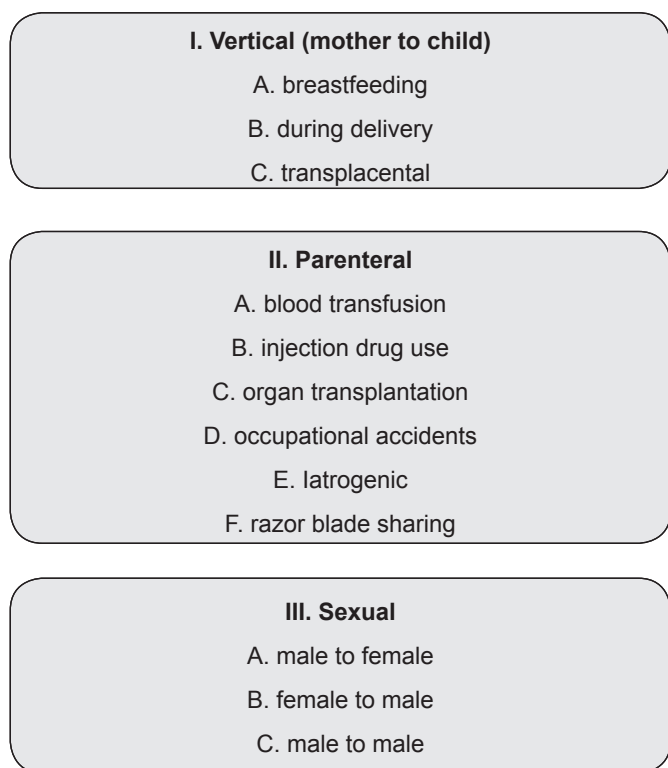 I. Vertical (mother to child)
A. breastfeeding
B. during delivery
C. transplacental
II. Parenteral
A. blood transfusion
B. injection drug use
C. organ transplantation
D. occupational accidents
E. Iatrogenic
F. razor blade sharing
III. Sexual
A. male to female
B. female to male
C. male to male